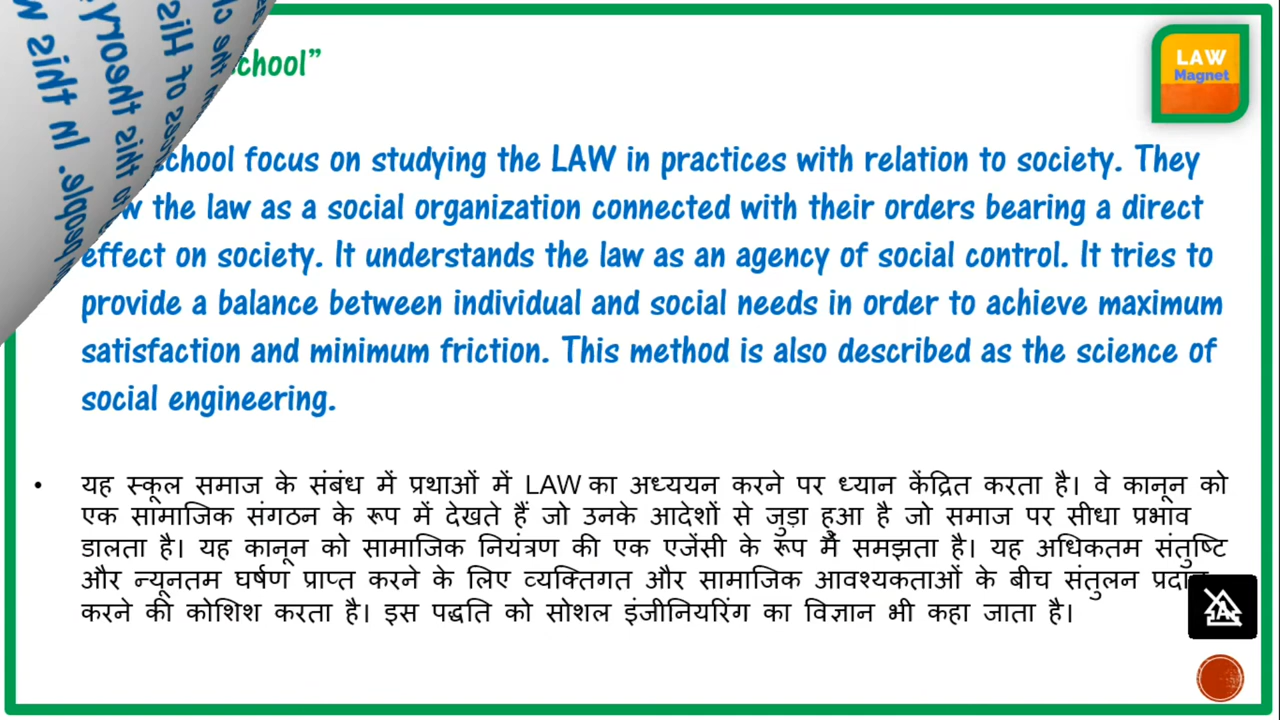 LAW
Magnet
chool”
chool focus on studying the LAW in practices with relation to society. They
w the law as a social organization connected with their orders bearing a direct
effect on society. It understands the law as an agency of social control. It tries to
provide a balance between individual and social needs in order to achieve maximum
satisfaction and minimum friction. This method is also described as the science of
social engineering.
• यह स्कूल समाज के संबंध में प्रथाओं में LAW का अध्ययन करने पर ध्यान केंद्रित करता है। वे कानून को
एक सामाजिक संगठन के रूप में देखते हैं जो उनके आदेशों से जुड़ा हुआ है जो समाज पर सीधा प्रभाव
डालता है। यह कानून को सामाजिक नियंत्रण की एक एजेंसी के रूप में समझता है। यह अधिकतम संतुष्टि
और न्यूनतम घर्षण प्राप्त करने के लिए व्यक्तिगत और सामाजिक आवश्यकताओं के बीच संतुलन प्रदान
करने की कोशिश करता है। इस पद्धति को सोशल इंजीनियरिंग का विज्ञान भी कहा जाता है।